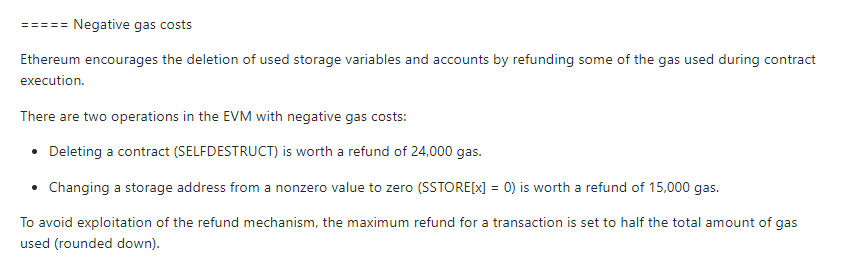 ===== Negative gas costs
Ethereum encourages the deletion of used storage variables and accounts by refunding some of the gas used during contract
execution.
There are two operations in the EVM with negative gas costs:
• Deleting a contract (SELFDESTRUCT) is worth a refund of 24,000 gas.
• Changing a storage address from a nonzero value to zero (SSTORE[x] = 0) is worth a refund of 15,000 gas.
To avoid exploitation of the refund mechanism, the maximum refund for a transaction is set to half the total amount of gas
used (rounded down).